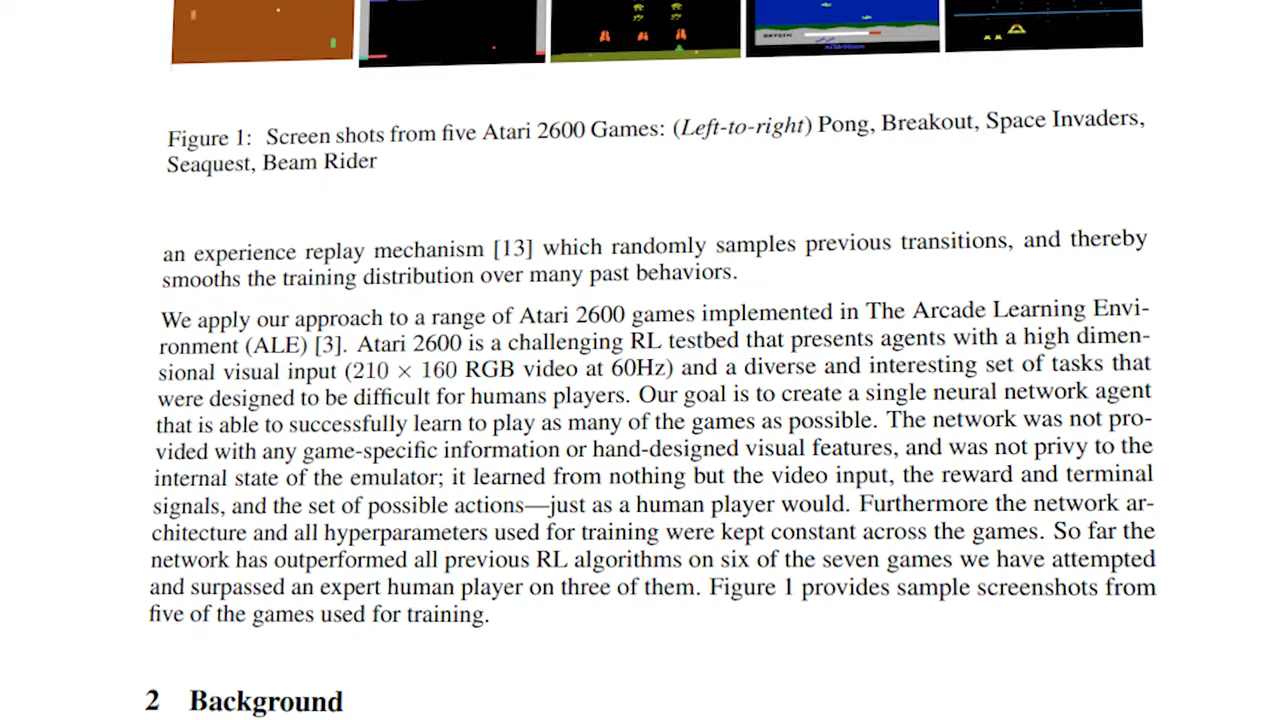 Figure 1: Screen shots from five Atari 2600 Games: (Left-to-right) Pong, Breakout, Space Invaders,
Seaquest, Beam Rider
an experience replay mechanism [13] which randomly samples previous transitions, and thereby
smooths the training distribution over many past behaviors.
We apply our approach to a range of Atari 2600 games implemented in The Arcade Learning Envi-
ronment (ALE) [3]. Atari 2600 is a challenging RL testbed that presents agents with a high dimen-
sional visual input (210 × 160 RGB video at 60Hz) and a diverse and interesting set of tasks that
were designed to be difficult for humans players. Our goal is to create a single neural network agent
that is able to successfully learn to play as many of the games as possible. The network was not pro-
vided with any game-specific information or hand-designed visual features, and was not privy to the
internal state of the emulator; it learned from nothing but the video input, the reward and terminal
signals, and the set of possible actions—just as a human player would. Furthermore the network ar-
chitecture and all hyperparameters used for training were kept constant across the games. So far the
network has outperformed all previous RL algorithms on six of the seven games we have attempted
and surpassed an expert human player on three of them. Figure 1 provides sample screenshots from
five of the games used for training.
2 Background